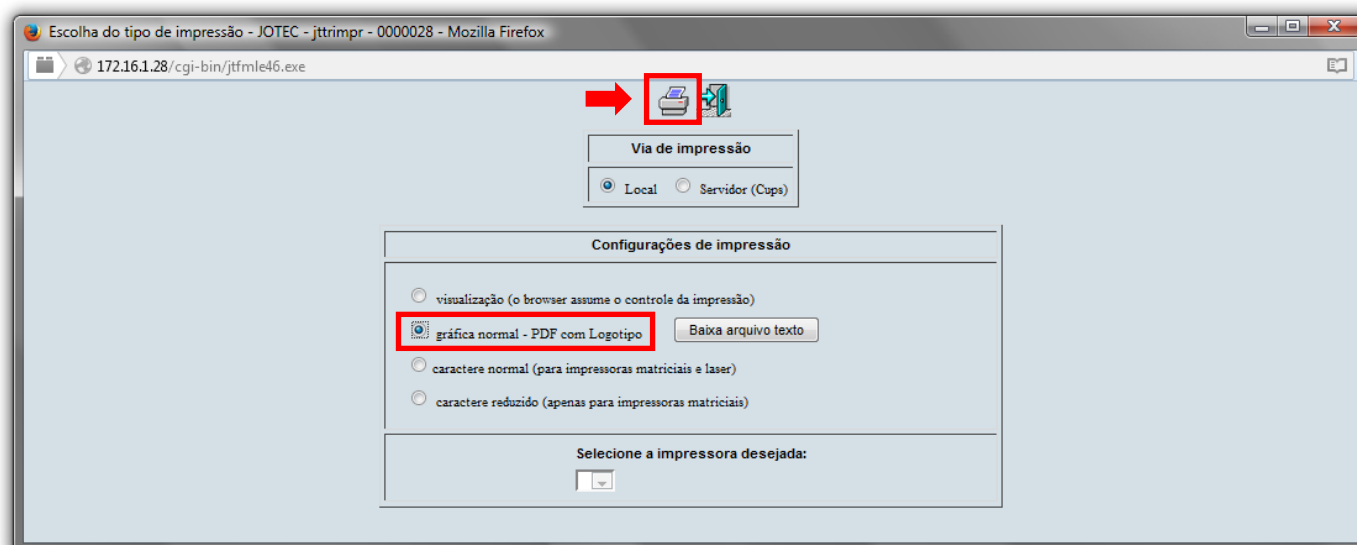 Escolha do tipo de impressão - JOTEC - jttrimpr - 0000028 - Mozilla Firefox
172.16.1.28/cgi-bin/jtfmle46.exe
Via de impressão
Local Servidor (Cups)
Configurações de impressão
visualização (o browser assume o controle da impressão)
gráfica normal - PDF com Logotipo Baixa arquivo texto
caractere normal (para impressoras matriciais e laser)
caractere reduzido (apenas para impressoras matriciais)
Selecione a impressora desejada: